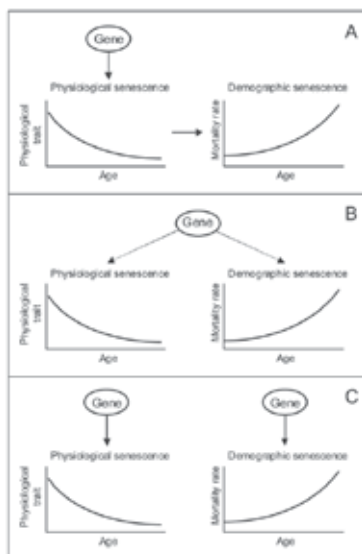 A
Gene
Physiological senescence Demographic senescence
Physiological trait
Mortality rate
Age Age
B
Gene
Physiological senescence Demographic senescence
Physiological trait
Mortality rate
Age Age
C
Gene Gene
Physiological senescence Demographic senescence
Physiological trait
Mortality rate
Age Age